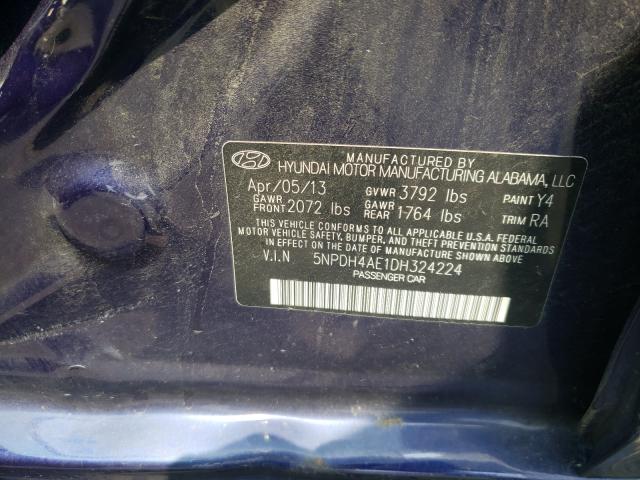 MANUFACTURED BY
HYUNDAI MOTOR MANUFACTURING ALABAMA, LLC
Apr/05/13 GVWR 3792 lbs PAINT Y4
GAWR FRONT 2072 lbs GAWR REAR 1764 lbs TRIM RA
THIS VEHICLE CONFORMS TO ALL APPLICABLE U.S.A. FEDERAL
MOTOR VEHICLE SAFETY, BUMPER, AND THEFT PREVENTION STANDARDS
IN EFFECT ON THE DATE OF MANUFACTURE SHOWN ABOVE.
V.I.N 5NPDH4AE1DH324224
PASSENGER CAR